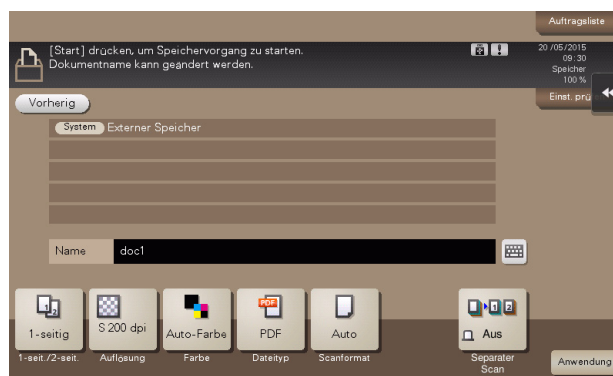 Auftragsliste
[Start] drücken, um Speichervorgang zu starten.
Dokumentname kann geändert werden.
20/05/2015
09:30
Speicher
100 %
Vorherig
Einst. prü
System Externer Speicher
Name doc1
1-seitig
S 200 dpi
Auto-Farbe
PDF
PDF
Auto
Aus
1-seit./2-seit.
Auflösung
Farbe
Dateityp
Scanformat
Separater
Scan
Anwendung